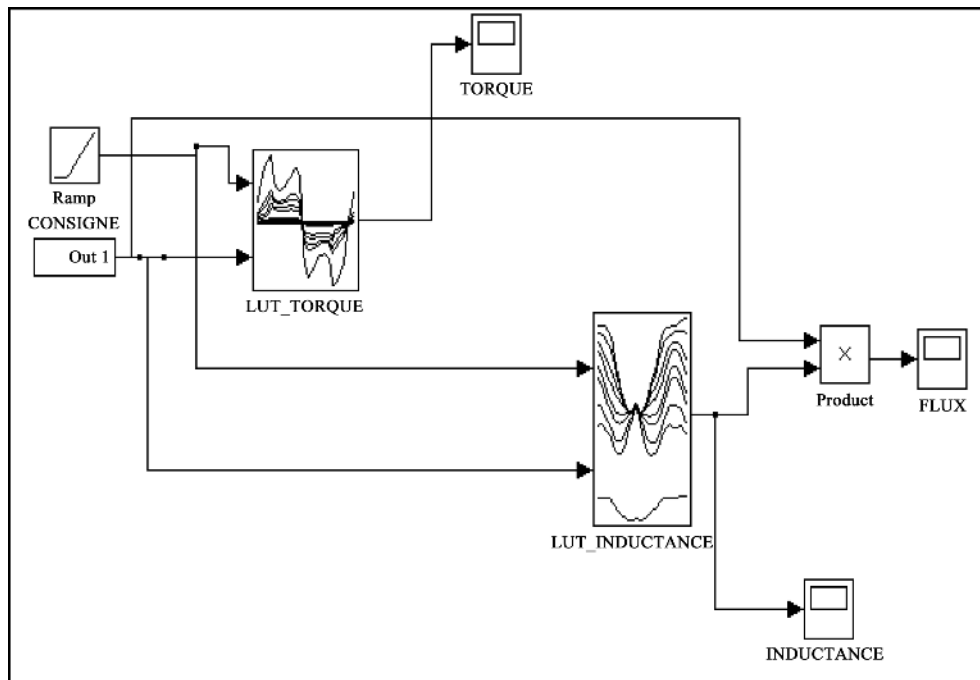 TORQUE
Ramp
CONSIGNE
Out 1
LUT_TORQUE
X
Product
FLUX
LUT_INDUCTANCE
INDUCTANCE